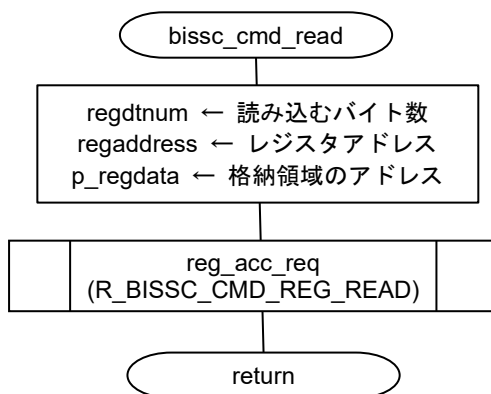 bissc_cmd_read
regdtnum ← 読み込むバイト数
regaddress ← レジスタアドレス
p_regdata ← 格納領域のアドレス
reg_acc_req
(R_BISSC_CMD_REG_READ)
return